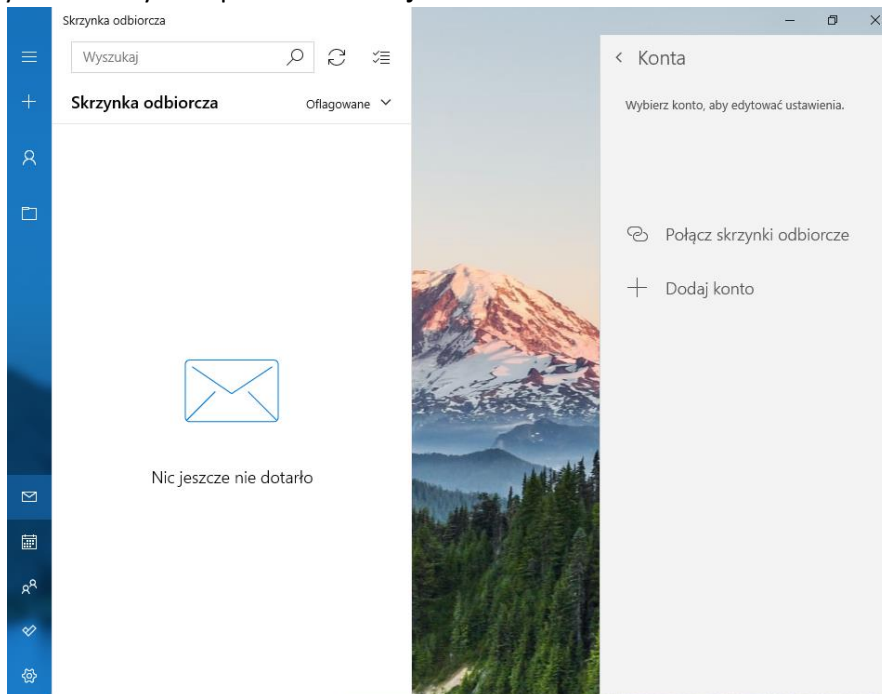 Skrzynka odbiorcza
Wyszukaj
Skrzynka odbiorcza
Oflagowane
Nic jeszcze nie dotarło
Konta
Wybierz konto, aby edytować ustawienia.
Połącz skrzynki odbiorcze
Dodaj konto